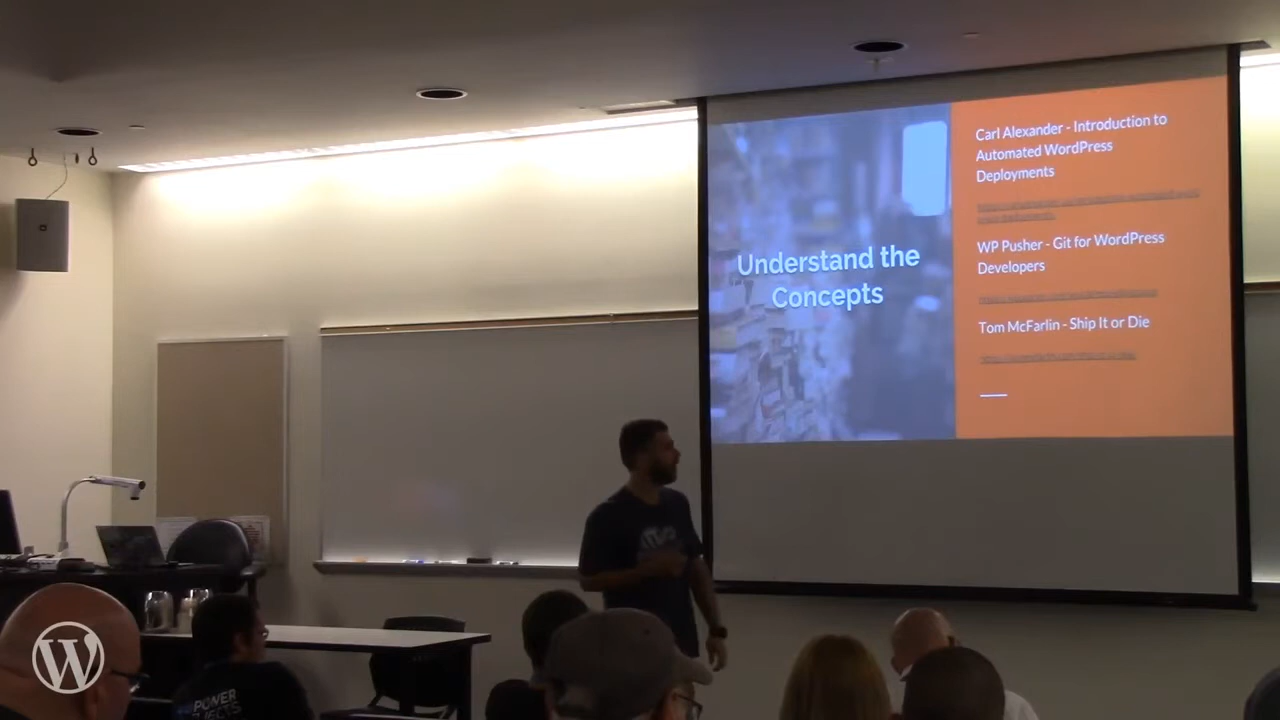 Understand the
Concepts
Carl Alexander - Introduction to
Automated WordPress
Deployments
WP Pusher - Git for WordPress
Developers
Tom McFarlin - Ship It or Die
POWER